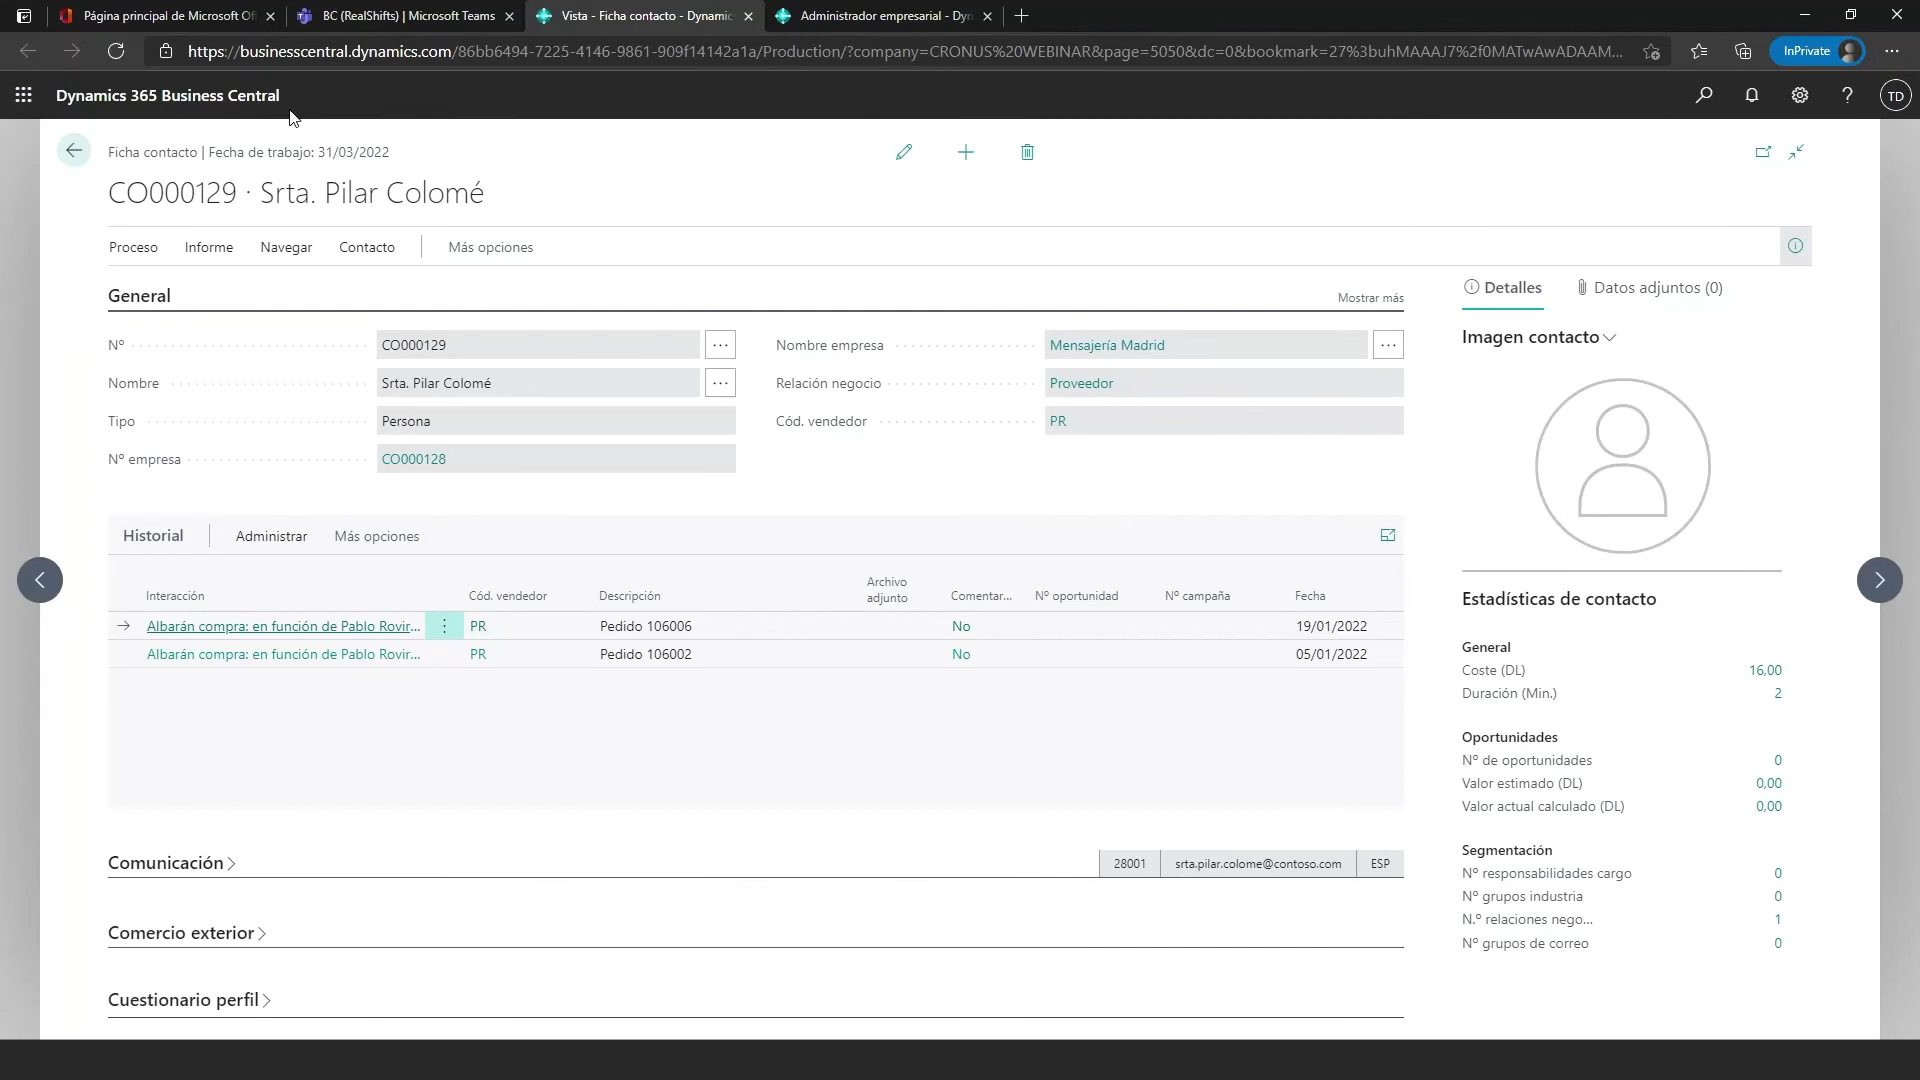 Página principal de Microsoft Of
BC (RealShifts) | Microsoft Teams
Vista - Ficha contacto - Dynamic
Administrador empresarial - Dyn
https://businesscentral.dynamics.com/86bb6494-7225-4146-9861-909f14142a1a/Production/?company=CRONUS%20WEBINAR&page=5050&dc=0&bookmark=27%3buhMAAAJ7%2f0MATwAwADAAM...
InPrivate
Dynamics 365 Business Central
?
TD
Ficha contacto | Fecha de trabajo: 31/03/2022
CO000129 · Srta. Pilar Colomé
Proceso Informe Navegar Contacto Más opciones
General
Mostrar más
Nº CO000129
Nombre Srta. Pilar Colomé
Tipo Persona
Nº empresa CO000128
Nombre empresa Mensajería Madrid
Relación negocio Proveedor
Cód. vendedor PR
Historial Administrar Más opciones
Interacción Cód. vendedor Descripción Archivo adjunto Comentar... Nº oportunidad Nº campaña Fecha
Albarán compra: en función de Pablo Rovir... PR Pedido 106006 No 19/01/2022
Albarán compra: en función de Pablo Rovir... PR Pedido 106002 No 05/01/2022
Comunicación
28001 srta.pilar.colome@contoso.com ESP
Comercio exterior
Cuestionario perfil
Detalles
Datos adjuntos (0)
Imagen contacto
Estadísticas de contacto
General
Coste (DL) 16,00
Duración (Min.) 2
Oportunidades
Nº de oportunidades 0
Valor estimado (DL) 0,00
Valor actual calculado (DL) 0,00
Segmentación
Nº responsabilidades cargo 0
Nº grupos industria 0
N.º relaciones nego... 1
Nº grupos de correo 0